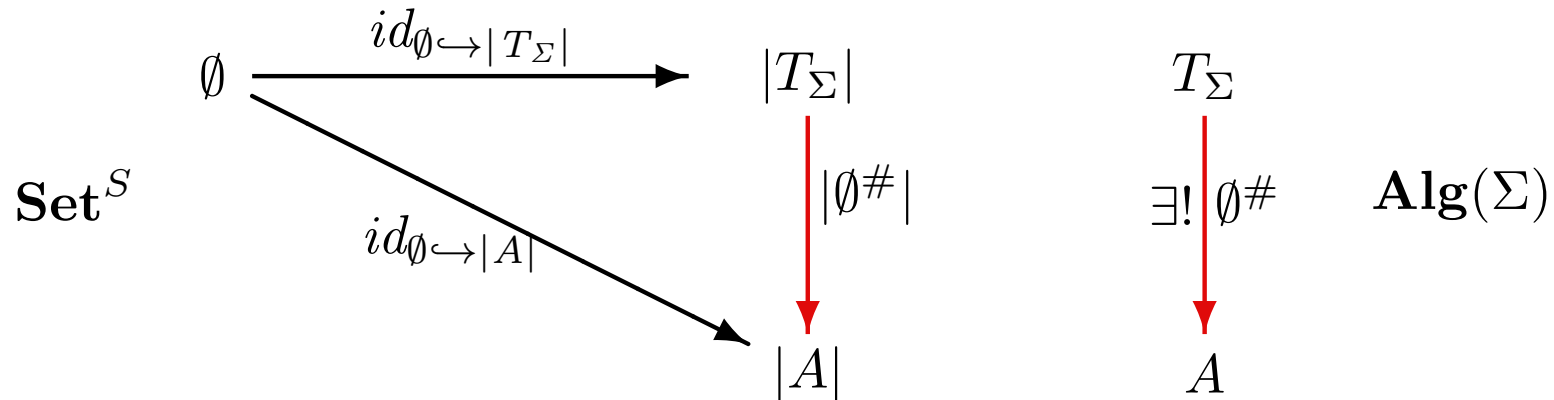 id_{∅↪|T_Σ|}
∅ |T_Σ| T_Σ
Set^S |∅^#| ∃! ∅^# Alg(Σ)
id_{∅↪|A|}
|A| A